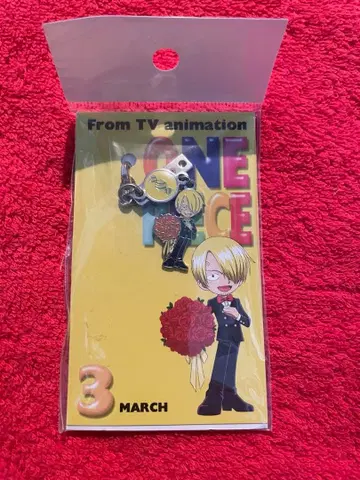 From TV animation
ONE
PIECE
3 MARCH